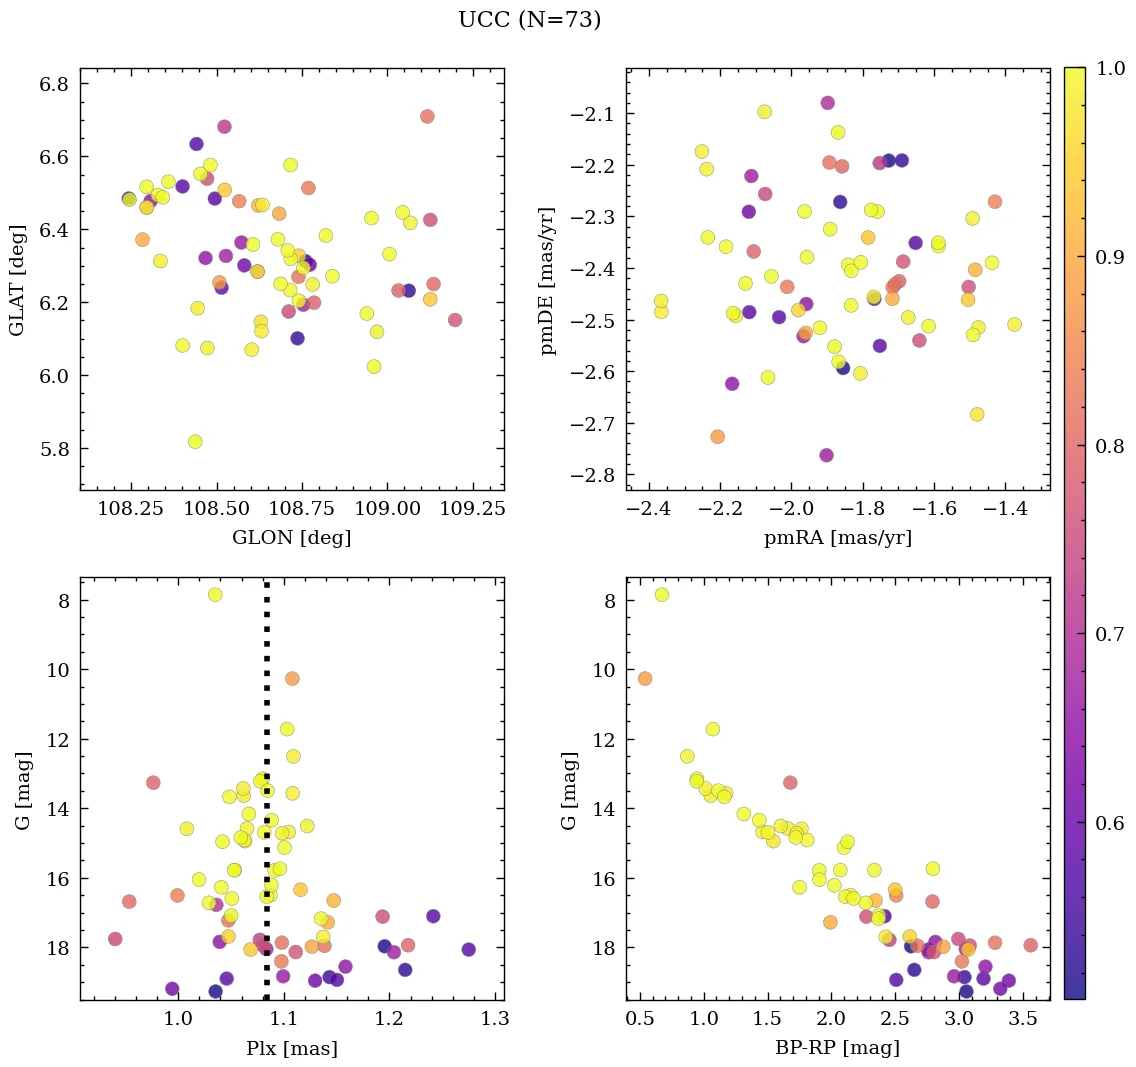 UCC (N=73)
6.8
6.6
6.4
6.2
6.0
5.8
GLAT [deg]
108.25 108.50 108.75 109.00 109.25
GLON [deg]
−2.1
−2.2
−2.3
−2.4
−2.5
−2.6
−2.7
−2.8
pmDE [mas/yr]
−2.4 −2.2 −2.0 −1.8 −1.6 −1.4
pmRA [mas/yr]
1.0
0.9
0.8
0.7
0.6
8
10
12
14
16
18
G [mag]
1.0 1.1 1.2 1.3
Plx [mas]
8
10
12
14
16
18
G [mag]
0.5 1.0 1.5 2.0 2.5 3.0 3.5
BP-RP [mag]